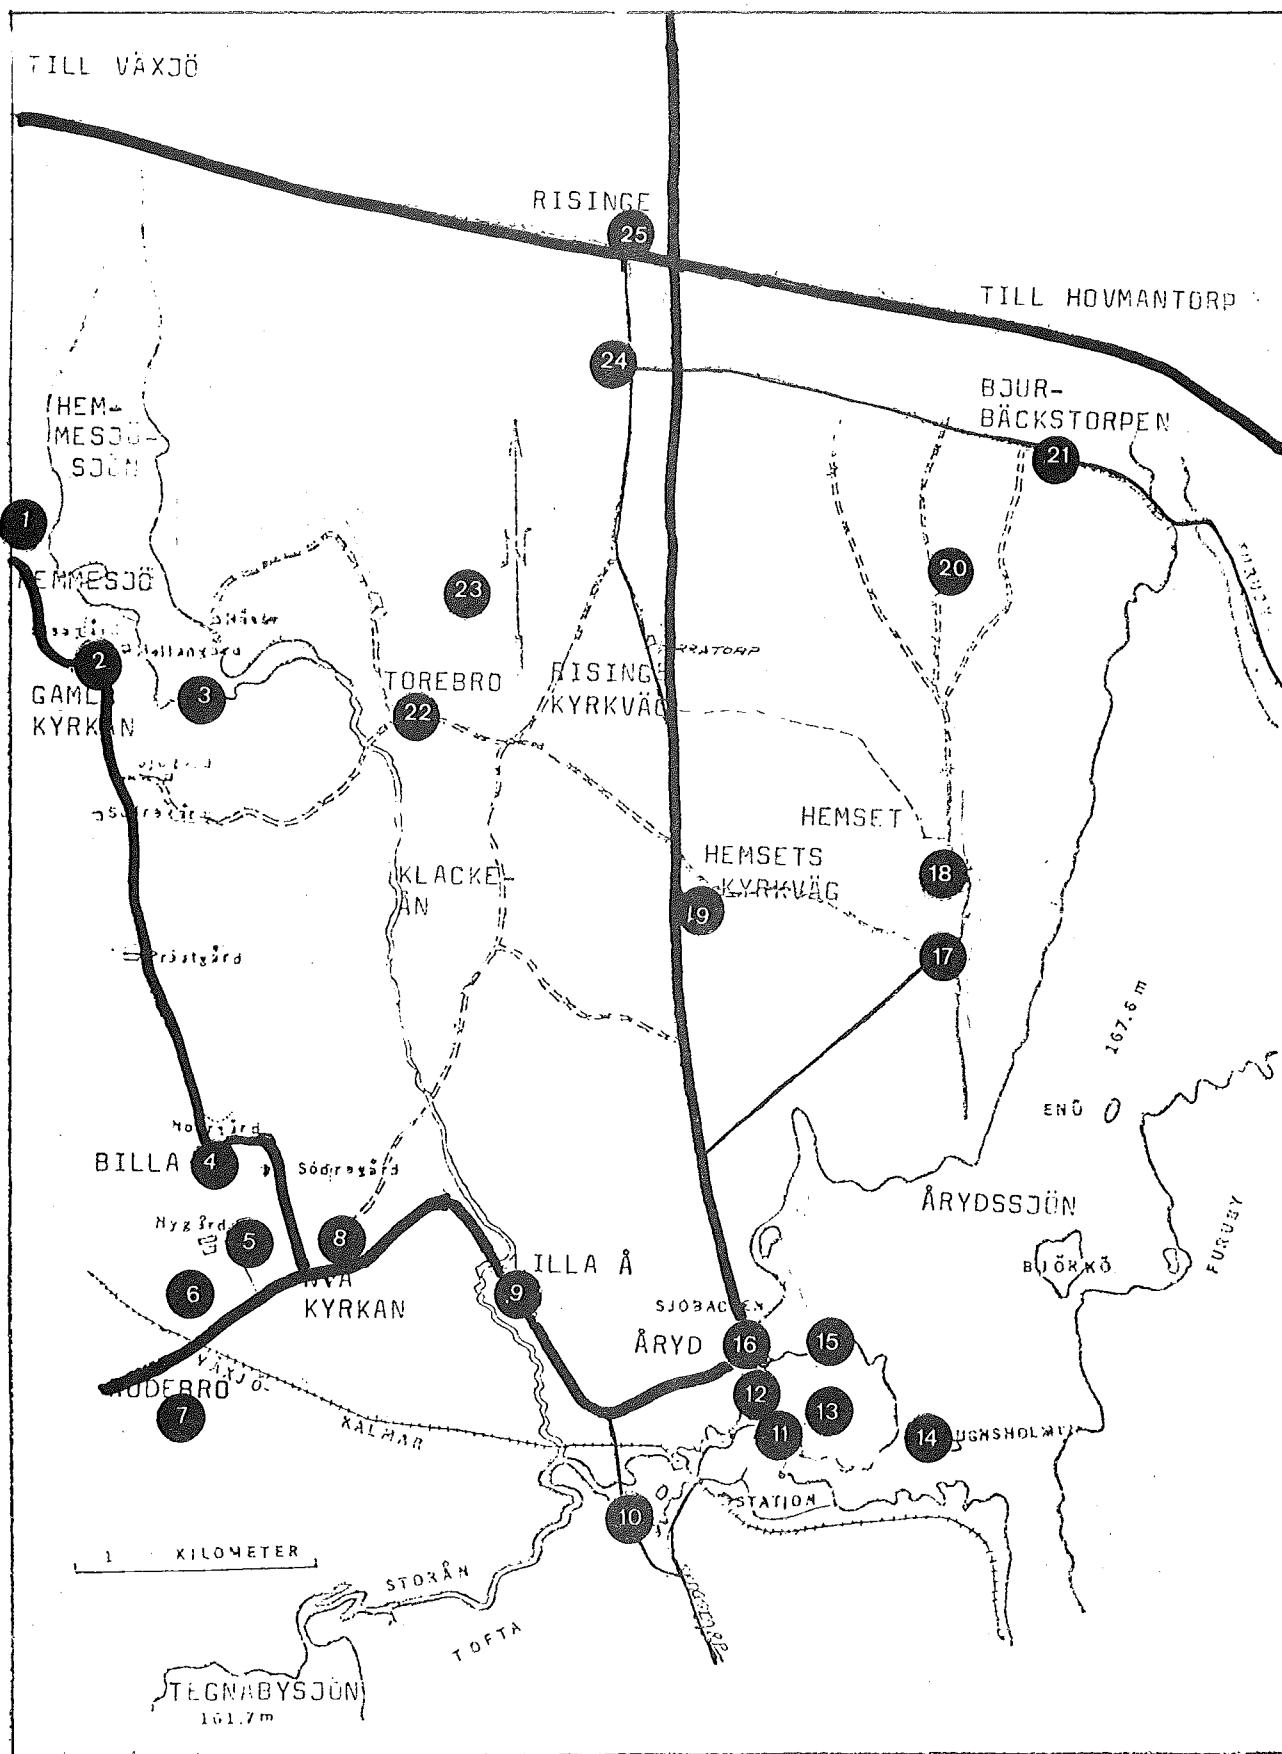 TILL VÄXJÖ
RISINGE
25
TILL HOVMANTORP
24
BJUR-
BÄCKSTORPEN
21
HEM-
MESJÖ-
SJÖN
1
HEMMESJÖ
23
20
2
GAMLA
KYRKAN
3
TOREBRO
22
RISINGE
KYRKVÄG
HEMSET
HEMSETS
KYRKVÄG
18
19
17
KLACKE-
ÅN
Prästgård
167.6 m
ENÖ
Norrgård
BILLA
4
Södregård
ÅRYDSSJÖN
Nygård
5
8
6
NYA
KYRKAN
9
ILLA Å
BJÖRKÖ
FURUBY
SJÖBACKEN
ÅRYD
16
15
VÄXJÖ-
KALMAR
7
12
13
11
14
10
STATION
1 KILOMETER
STORÅN
TOFTA
TEGNABYSJÖN
161.7m